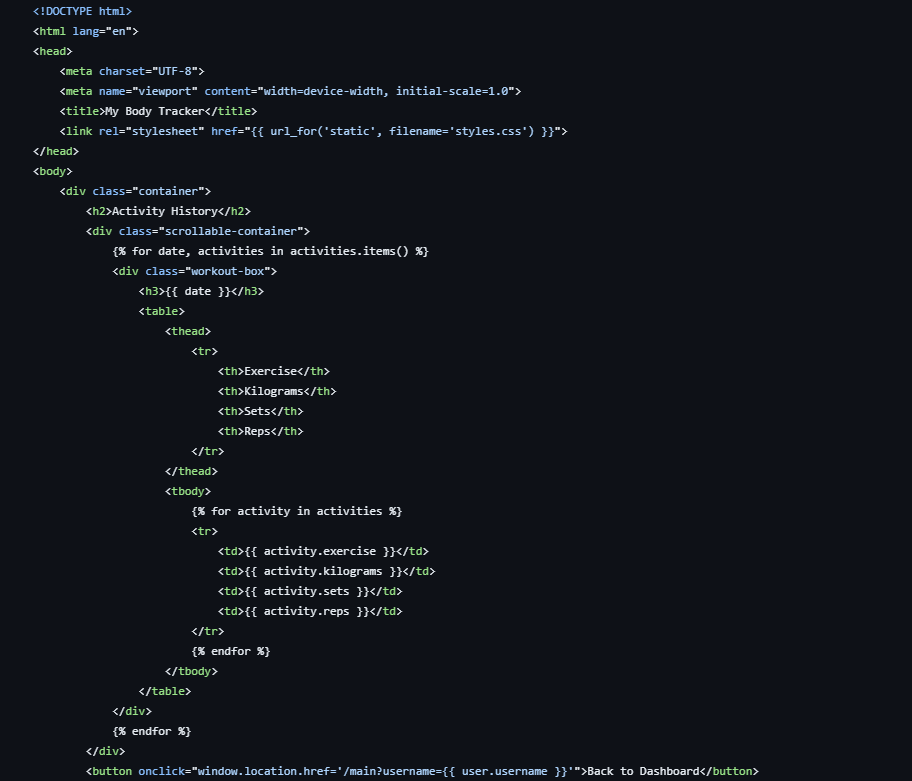 <!DOCTYPE html>
<html lang="en">
<head>
    <meta charset="UTF-8">
    <meta name="viewport" content="width=device-width, initial-scale=1.0">
    <title>My Body Tracker</title>
    <link rel="stylesheet" href="{{ url_for('static', filename='styles.css') }}">
</head>
<body>
    <div class="container">
        <h2>Activity History</h2>
        <div class="scrollable-container">
            {% for date, activities in activities.items() %}
            <div class="workout-box">
                <h3>{{ date }}</h3>
                <table>
                    <thead>
                        <tr>
                            <th>Exercise</th>
                            <th>Kilograms</th>
                            <th>Sets</th>
                            <th>Reps</th>
                        </tr>
                    </thead>
                    <tbody>
                        {% for activity in activities %}
                        <tr>
                            <td>{{ activity.exercise }}</td>
                            <td>{{ activity.kilograms }}</td>
                            <td>{{ activity.sets }}</td>
                            <td>{{ activity.reps }}</td>
                        </tr>
                        {% endfor %}
                    </tbody>
                </table>
            </div>
            {% endfor %}
        </div>
        <button onclick="window.location.href='/main?username={{ user.username }}'">Back to Dashboard</button>